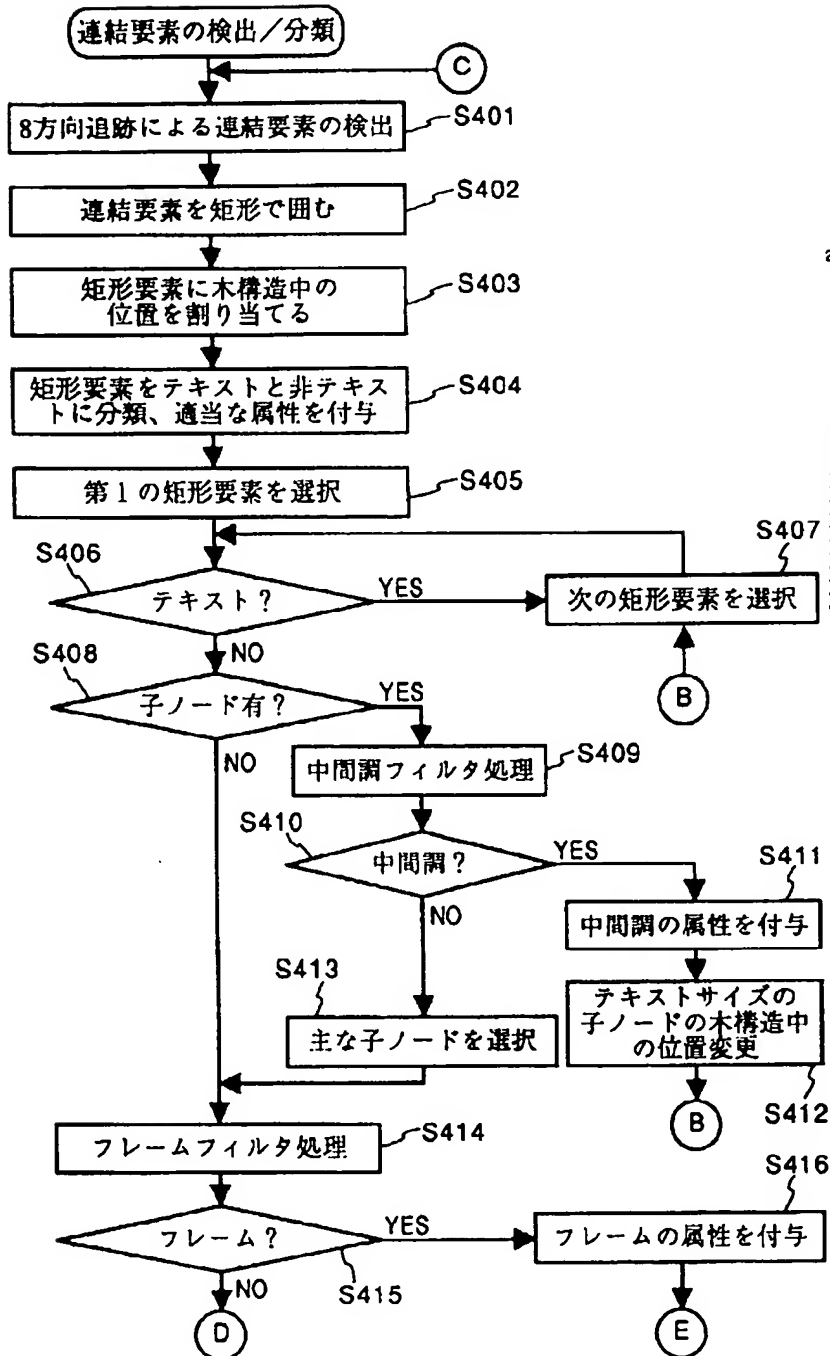 連結要素の検出/分類
C
8方向追跡による連結要素の検出
S401
連結要素を矩形で囲む
S402
矩形要素に木構造中の
位置を割り当てる
S403
矩形要素をテキストと非テキス
トに分類、適当な属性を付与
S404
第1の矩形要素を選択
S405
S406
テキスト?
YES
S407
次の矩形要素を選択
B
NO
S408
子ノード有?
YES
NO
中間調フィルタ処理
S409
S410
中間調?
YES
NO
S411
中間調の属性を付与
S413
主な子ノードを選択
テキストサイズの
子ノードの木構造中
の位置変更
S412
B
フレームフィルタ処理
S414
フレーム?
YES
S415
S416
フレームの属性を付与
NO
D
E